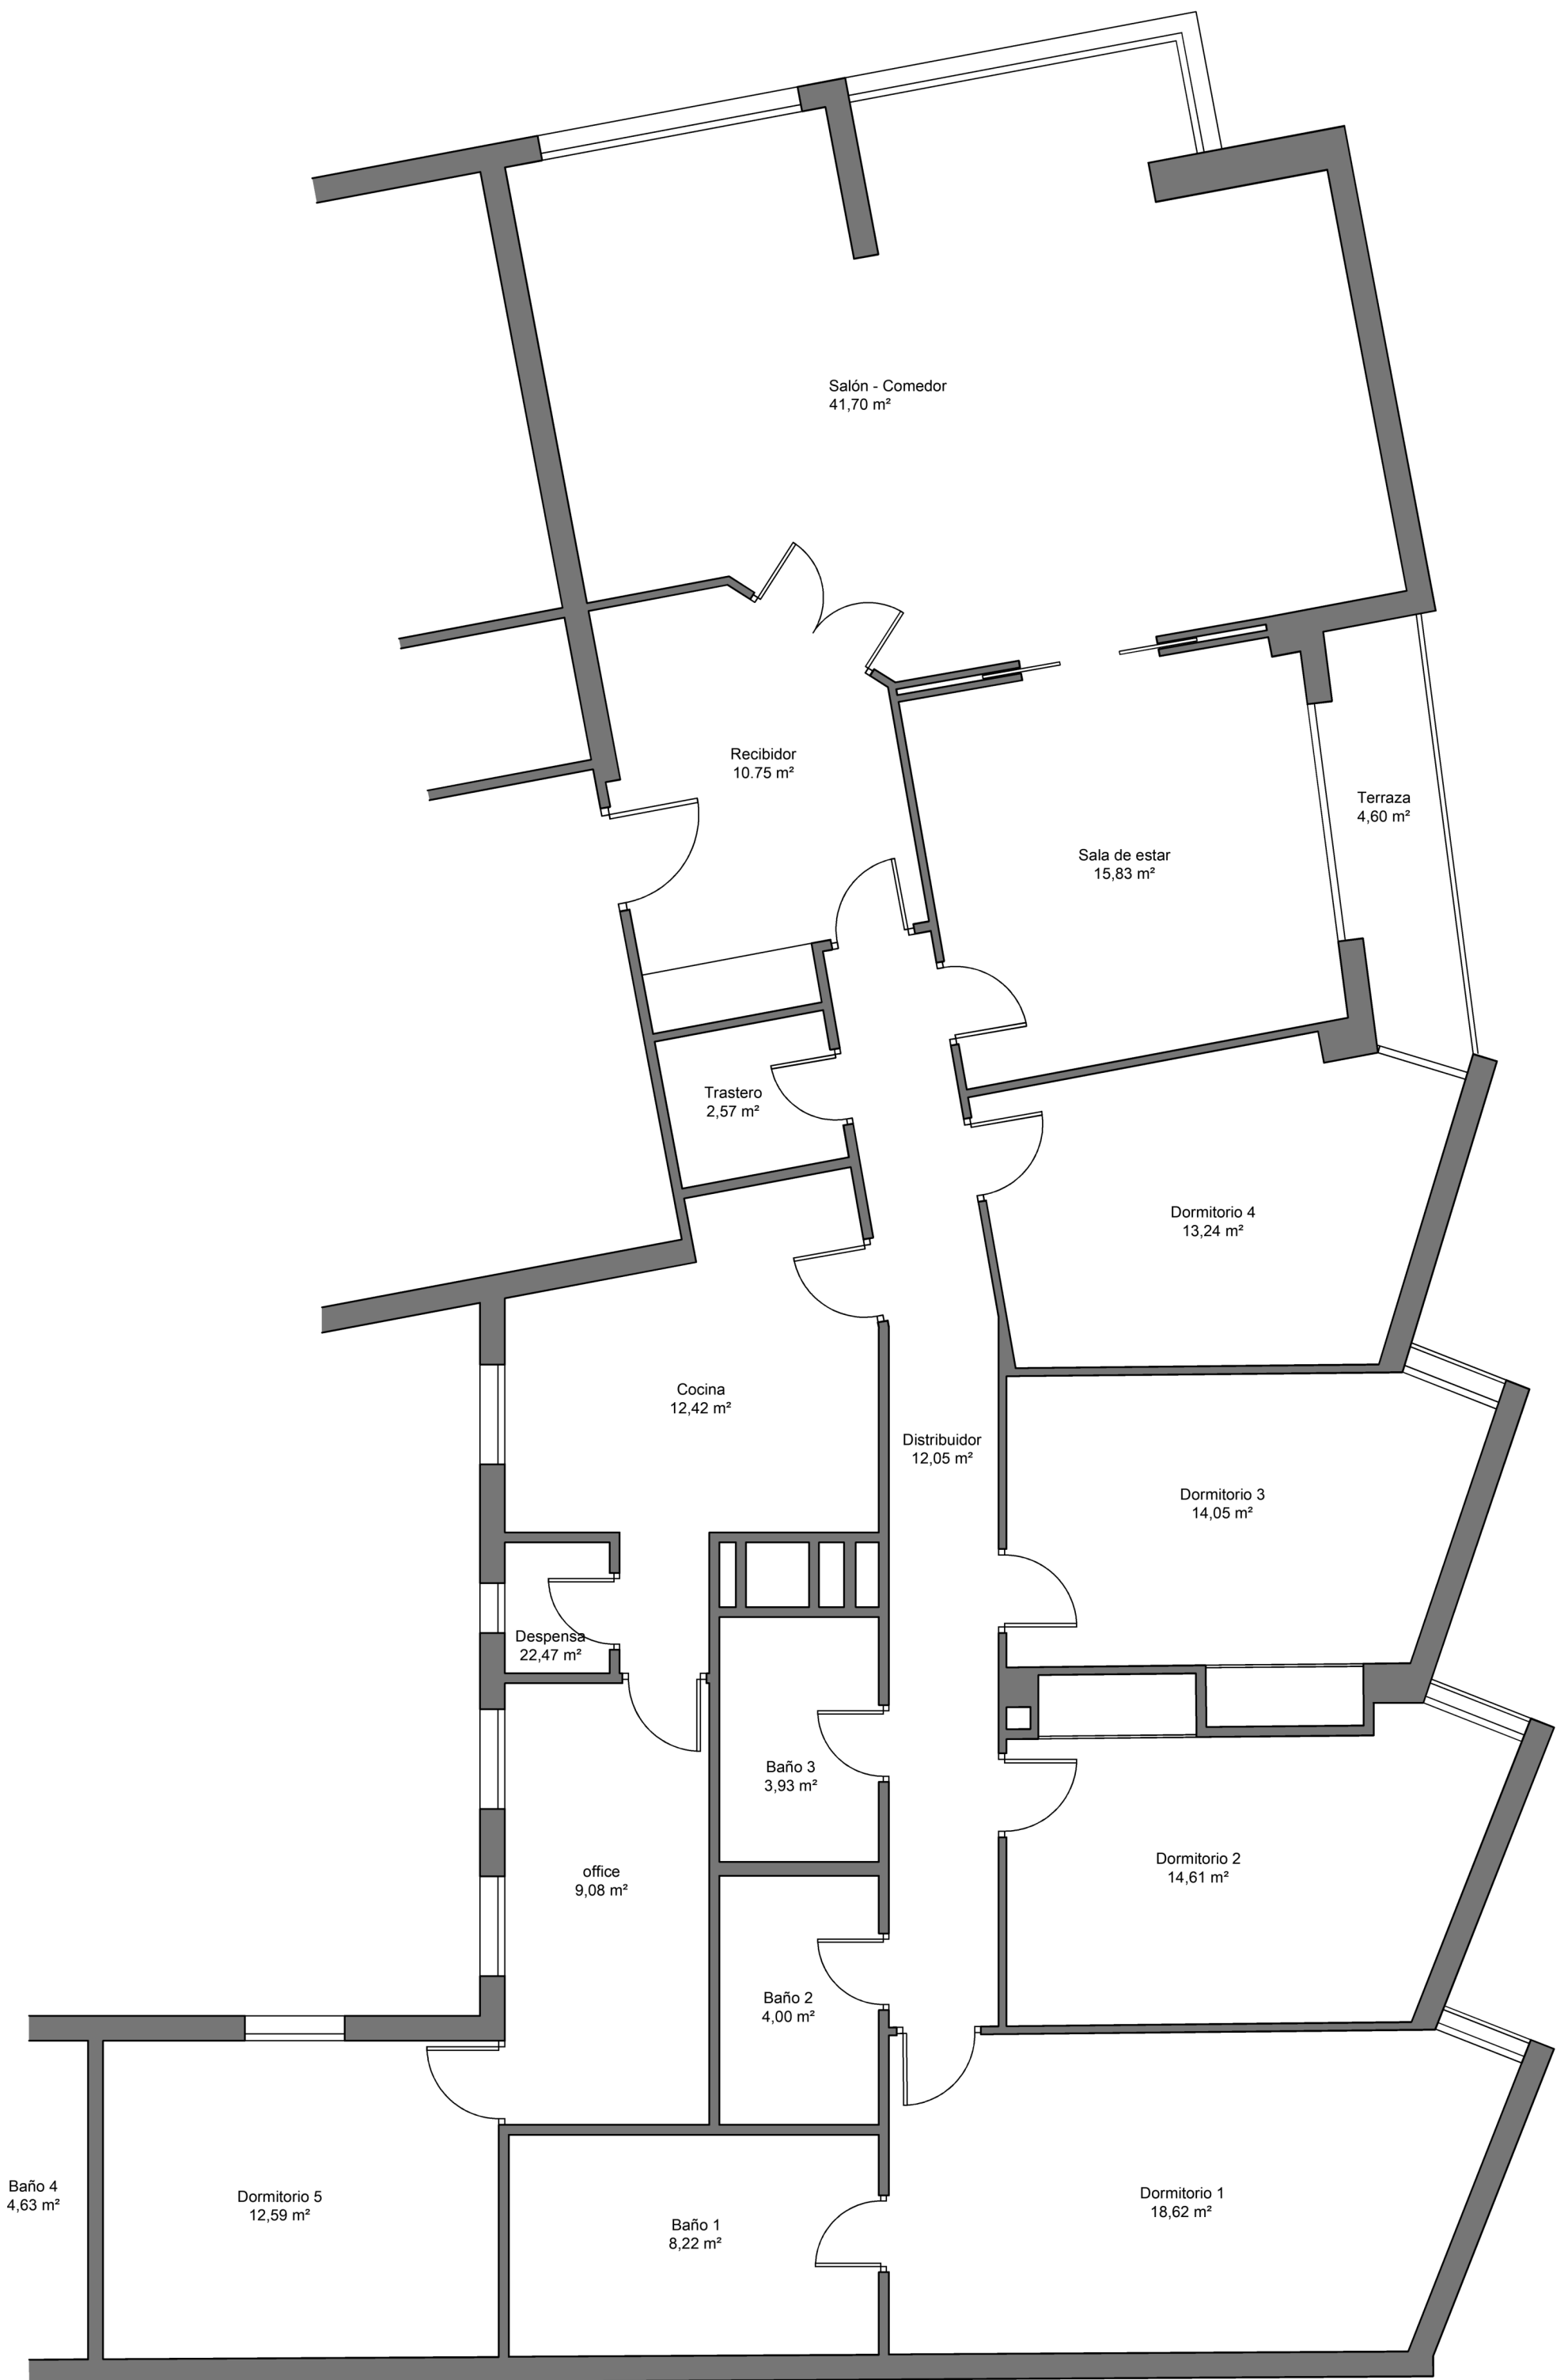 Salón - Comedor
41,70 m²
Recibidor
10.75 m²
Terraza
4,60 m²
Sala de estar
15,83 m²
Trastero
2,57 m²
Dormitorio 4
13,24 m²
Cocina
12,42 m²
Distribuidor
12,05 m²
Dormitorio 3
14,05 m²
Despensa
22,47 m²
Baño 3
3,93 m²
Dormitorio 2
14,61 m²
office
9,08 m²
Baño 2
4,00 m²
Baño 4
4,63 m²
Dormitorio 5
12,59 m²
Baño 1
8,22 m²
Dormitorio 1
18,62 m²